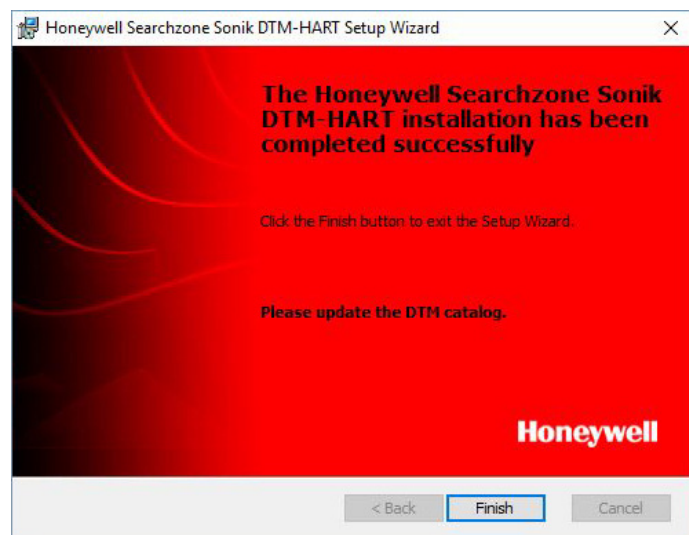 Honeywell Searchzone Sonik DTM-HART Setup Wizard
The Honeywell Searchzone Sonik
DTM-HART installation has been
completed successfully
Click the Finish button to exit the Setup Wizard.
Please update the DTM catalog.
Honeywell
< Back Finish Cancel